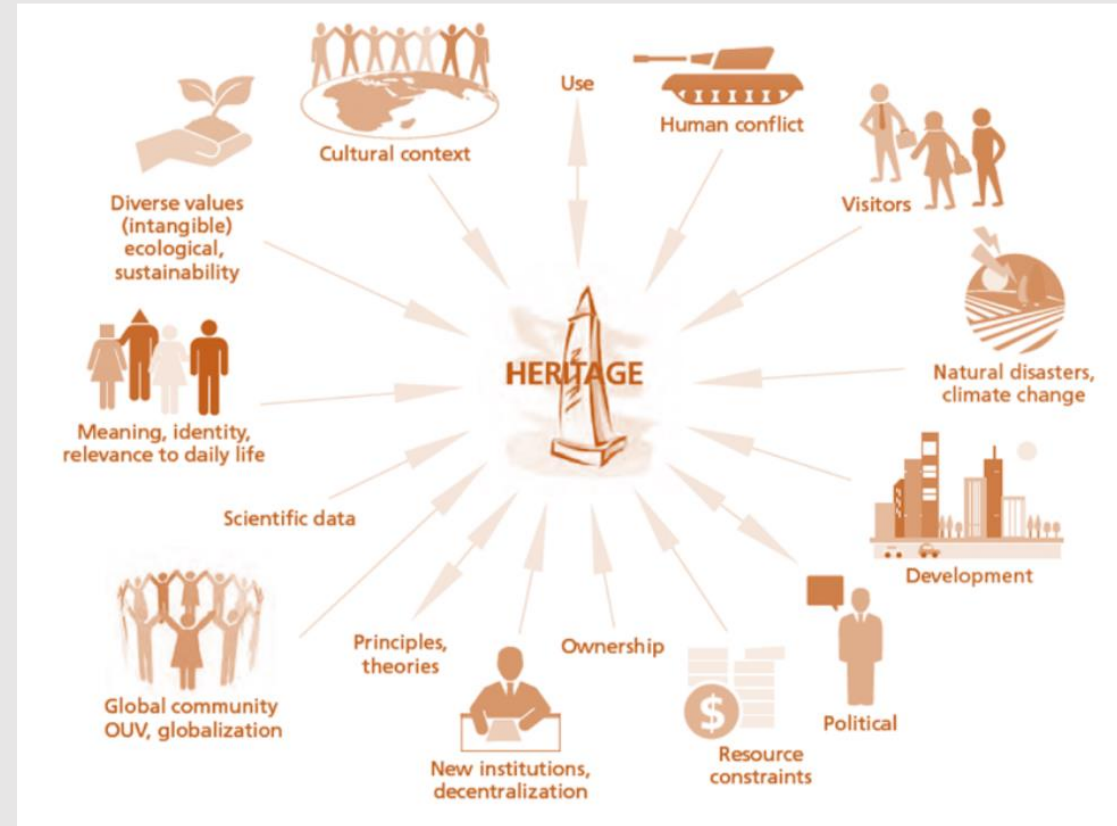 Use
Human conflict
Cultural context
Visitors
Diverse values
(intangible)
ecological,
sustainability
HERITAGE
Natural disasters,
climate change
Meaning, identity,
relevance to daily life
Scientific data
Development
Principles,
theories
Ownership
Global community
OUV, globalization
$
Political
New institutions,
decentralization
Resource
constraints